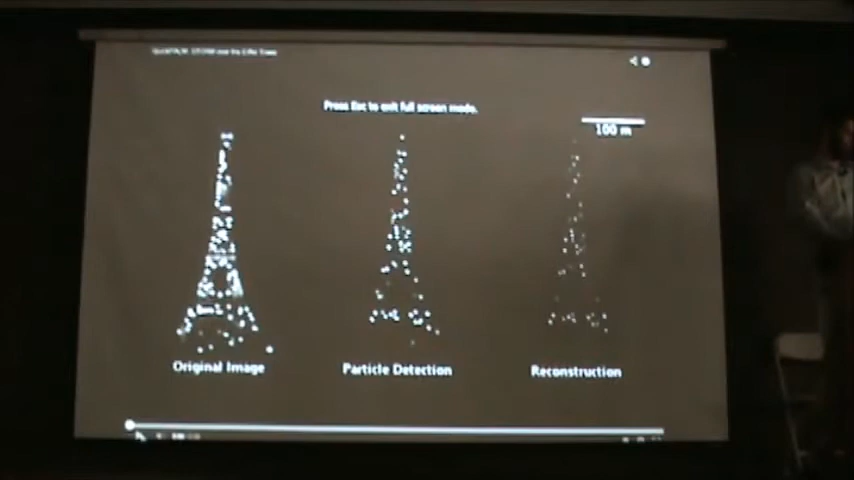 Press Esc to exit full screen mode.
100 m
Original Image
Particle Detection
Reconstruction